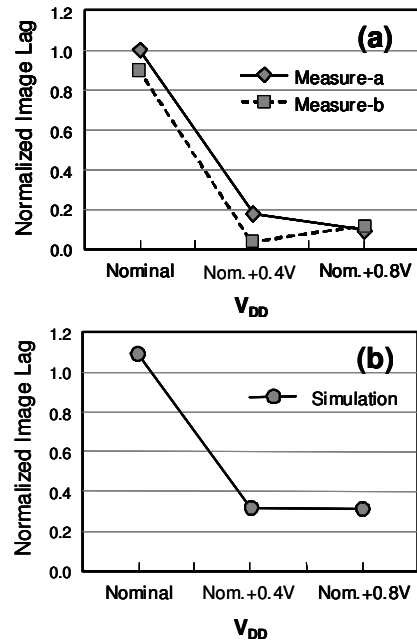 1.2
1.0
0.8
0.6
0.4
0.2
0.0
Normalized Image Lag
(a)
Measure-a
Measure-b
Nominal
Nom.+0.4V
Nom.+0.8V
VDD
1.2
1.0
0.8
0.6
0.4
0.2
0.0
Normalized Image Lag
(b)
Simulation
Nominal
Nom.+0.4V
Nom.+0.8V
VDD